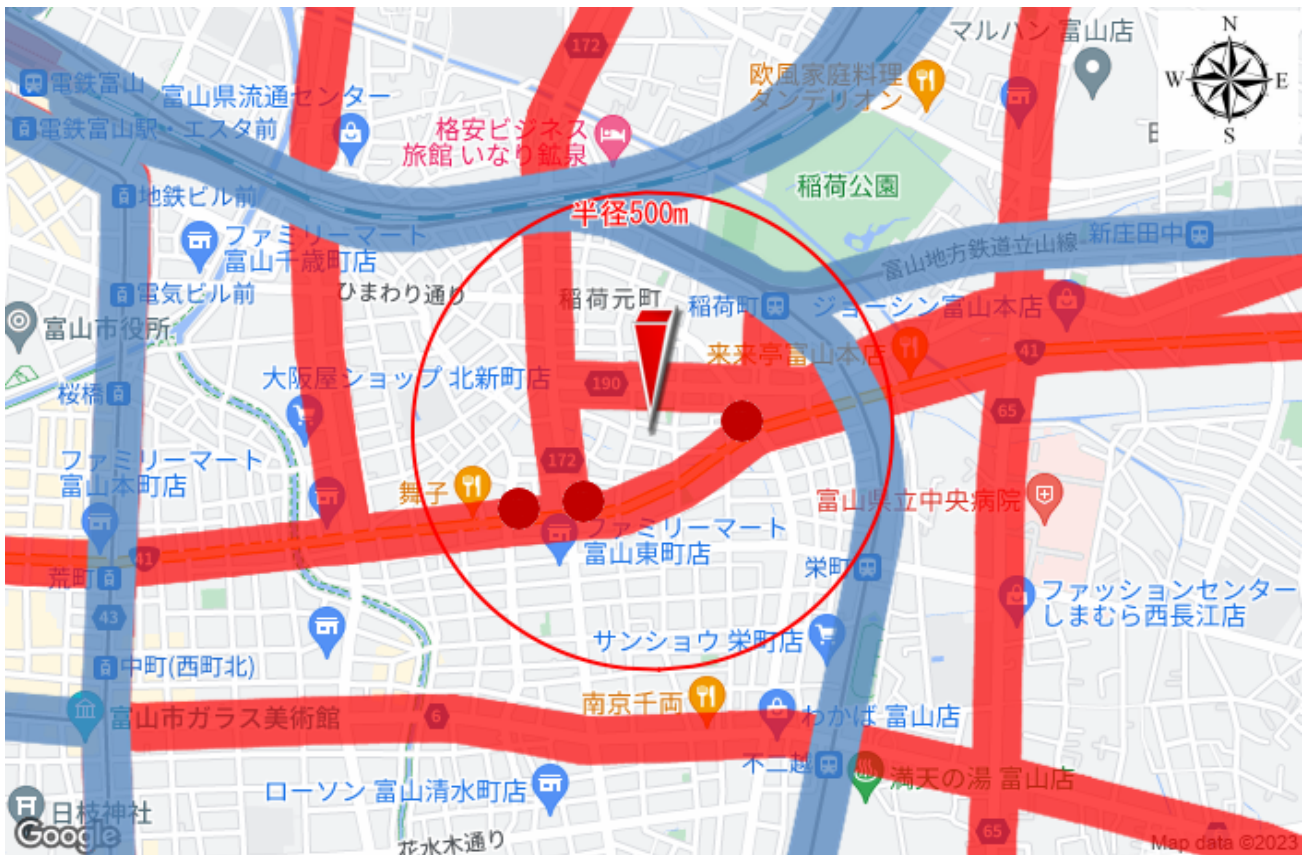 マルハン 富山店
N
W
E
S
172
欧風家庭料理
タンデリオン
電鉄富山
富山県流通センター
電鉄富山駅・エスタ前
格安ビジネス
旅館 いなり鉱泉
稲荷公園
地鉄ビル前
半径500m
ファミリーマート
富山千歳町店
新庄田中
富山地方鉄道立山線
電気ビル前
ひまわり通り
稲荷元町
稲荷町
ジョーシン富山本店
富山市役所
来来亭富山本店
41
大阪屋ショップ 北新町店
190
桜橋
65
172
ファミリーマート
富山本町店
舞子
富山県立中央病院
ファミリーマート
富山東町店
41
荒町
栄町
ファッションセンター
しまむら西長江店
43
サンショウ 栄町店
中町(西町北)
南京千両
富山市ガラス美術館
6
わかば 富山店
不二越
満天の湯 富山店
ローソン 富山清水町店
日枝神社
65
花水木通り
Google
Map data ©2023